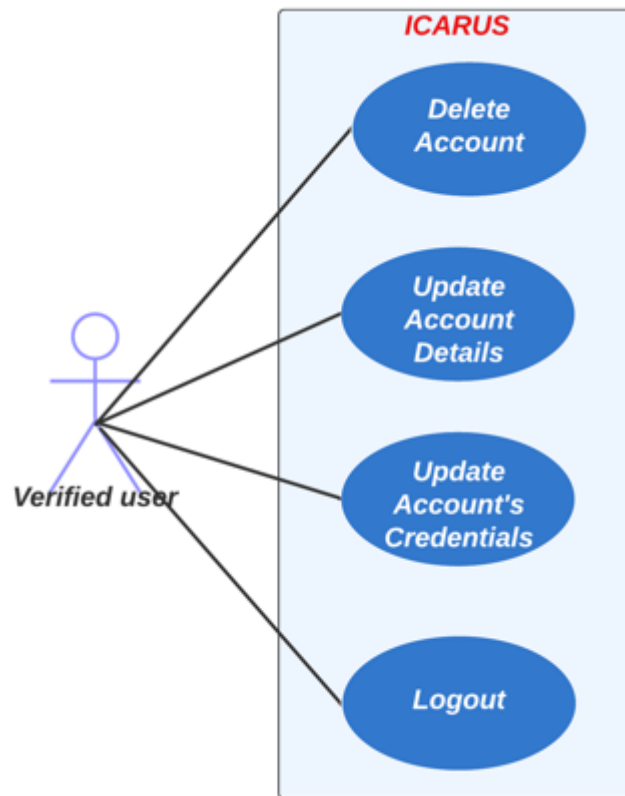 ICARUS
Delete
Account
Update
Account
Details
Verified user
Update
Account's
Credentials
Logout